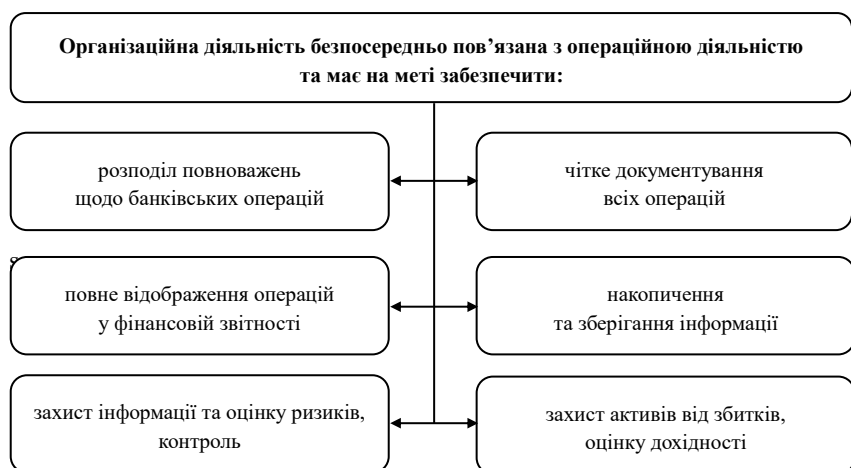 Організаційна діяльність безпосередньо пов’язана з операційною діяльністю
та має на меті забезпечити:
розподіл повноважень
щодо банківських операцій
чітке документування
всіх операцій
повне відображення операцій
у фінансовій звітності
накопичення
та зберігання інформації
захист інформації та оцінку ризиків,
контроль
захист активів від збитків,
оцінку дохідності